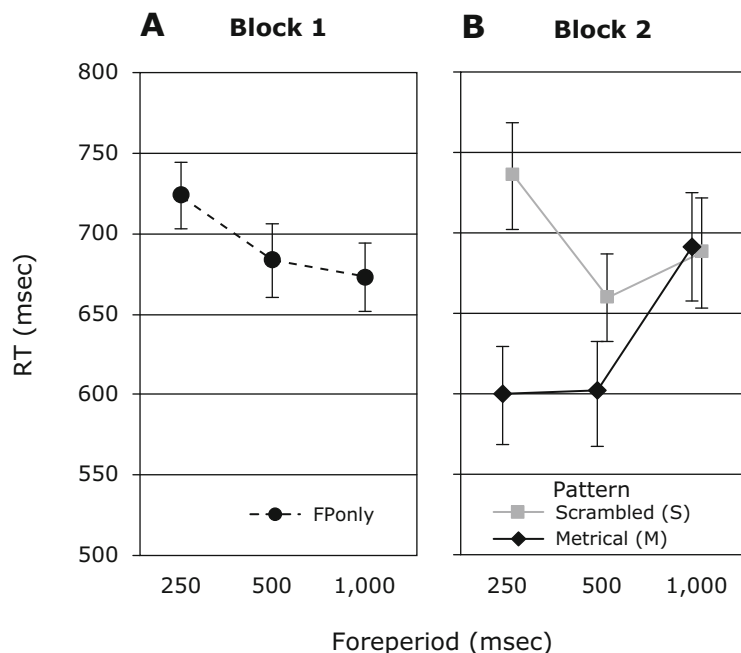 A Block 1
B Block 2
RT (msec)
800
750
700
650
600
550
500
FPonly
250 500 1,000
Pattern
Scrambled (S)
Metrical (M)
250 500 1,000
Foreperiod (msec)